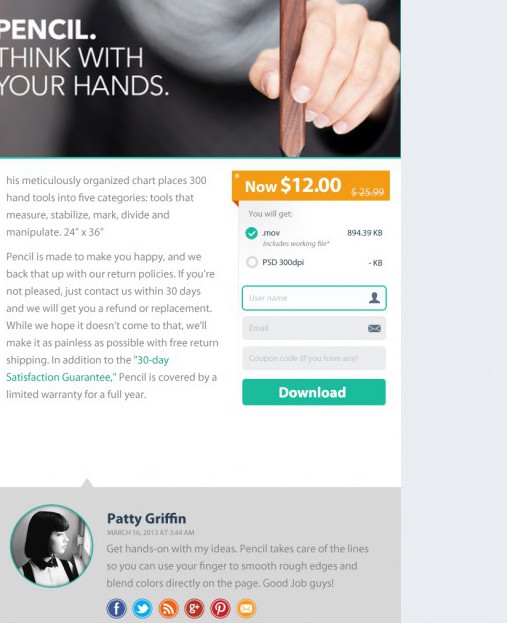 PENCIL.
THINK WITH
YOUR HANDS.
his meticulously organized chart places 300
hand tools into five categories: tools that
measure, stabilize, mark, divide and
manipulate. 24" x 36"
Pencil is made to make you happy, and we
back that up with our return policies. If you're
not pleased, just contact us within 30 days
and we will get you a refund or replacement.
While we hope it doesn't come to that, we'll
make it as painless as possible with free return
shipping. In addition to the "30-day
Satisfaction Guarantee," Pencil is covered by a
limited warranty for a full year.
Now $12.00 $ 25.99
You will get:
.mov 894.39 KB
Includes working file*
PSD 300dpi - KB
User name
Email
Coupon code (If you have any)
Download
Patty Griffin
MARCH 16, 2013 AT 3:44 AM
Get hands-on with my ideas. Pencil takes care of the lines
so you can use your finger to smooth rough edges and
blend colors directly on the page. Good Job guys!